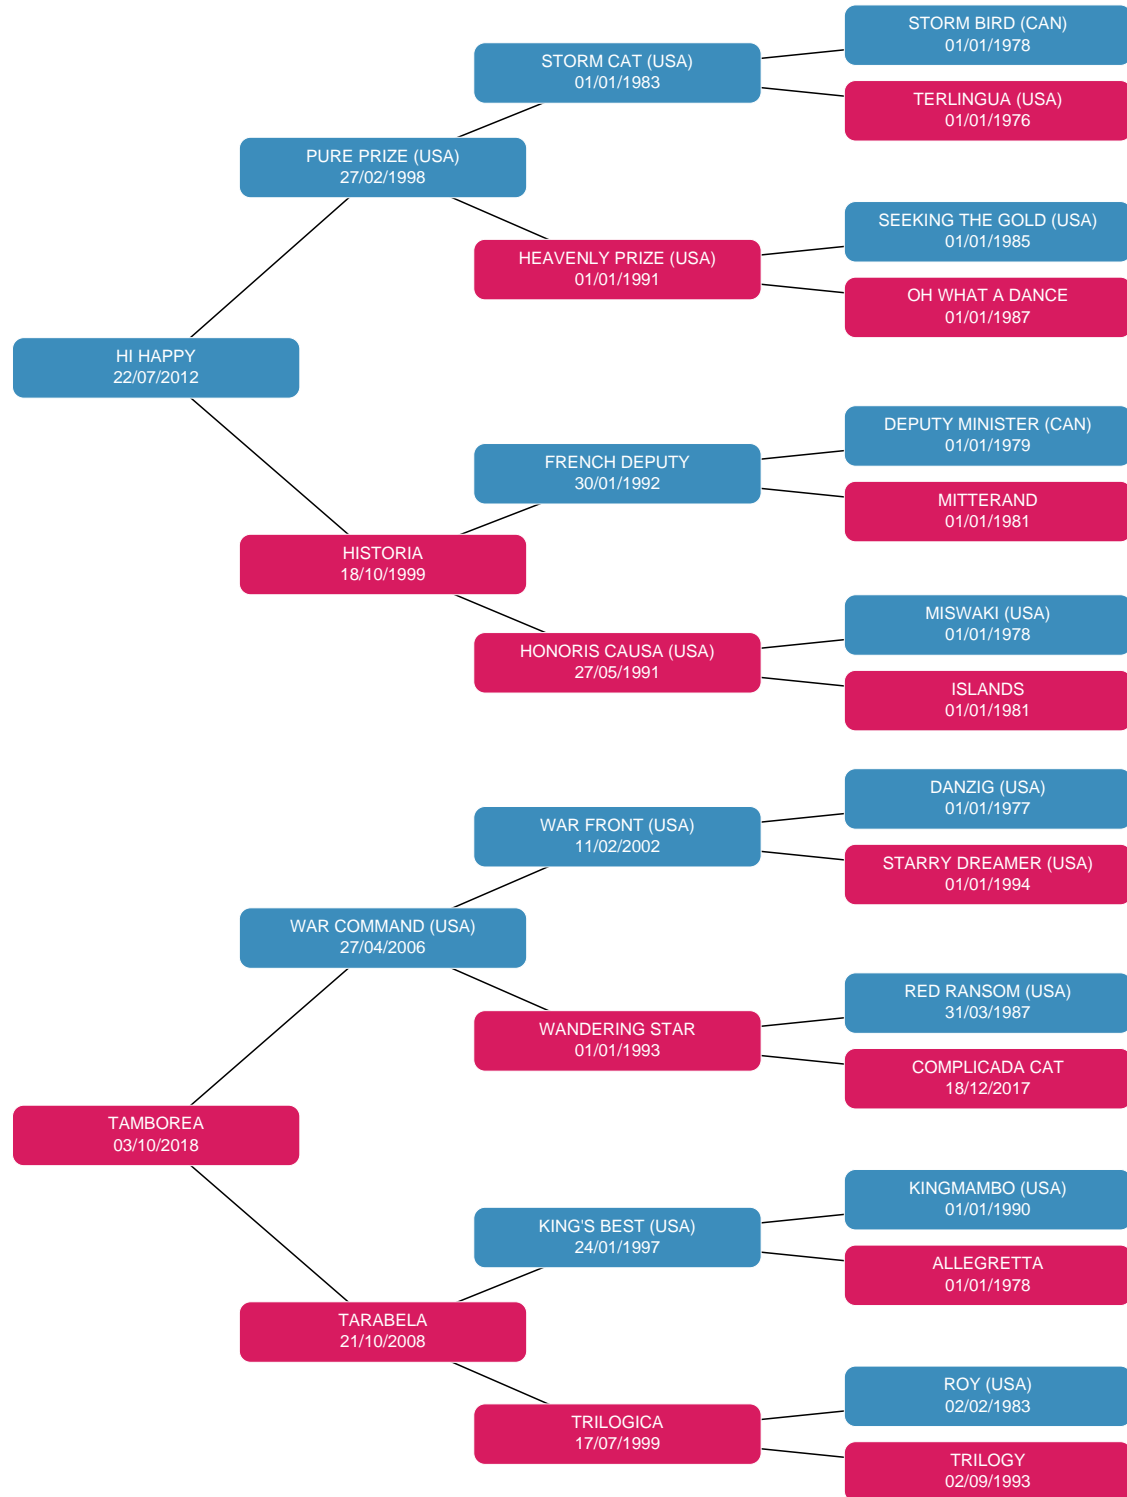 STORM BIRD (CAN)
01/01/1978
STORM CAT (USA)
01/01/1983
TERLINGUA (USA)
01/01/1976
PURE PRIZE (USA)
27/02/1998
SEEKING THE GOLD (USA)
01/01/1985
HEAVENLY PRIZE (USA)
01/01/1991
OH WHAT A DANCE
01/01/1987
HI HAPPY
22/07/2012
DEPUTY MINISTER (CAN)
01/01/1979
FRENCH DEPUTY
30/01/1992
MITTERAND
01/01/1981
HISTORIA
18/10/1999
MISWAKI (USA)
01/01/1978
HONORIS CAUSA (USA)
27/05/1991
ISLANDS
01/01/1981
DANZIG (USA)
01/01/1977
WAR FRONT (USA)
11/02/2002
STARRY DREAMER (USA)
01/01/1994
WAR COMMAND (USA)
27/04/2006
RED RANSOM (USA)
31/03/1987
WANDERING STAR
01/01/1993
COMPLICADA CAT
18/12/2017
TAMBOREA
03/10/2018
KINGMAMBO (USA)
01/01/1990
KING'S BEST (USA)
24/01/1997
ALLEGRETTA
01/01/1978
TARABELA
21/10/2008
ROY (USA)
02/02/1983
TRILOGICA
17/07/1999
TRILOGY
02/09/1993